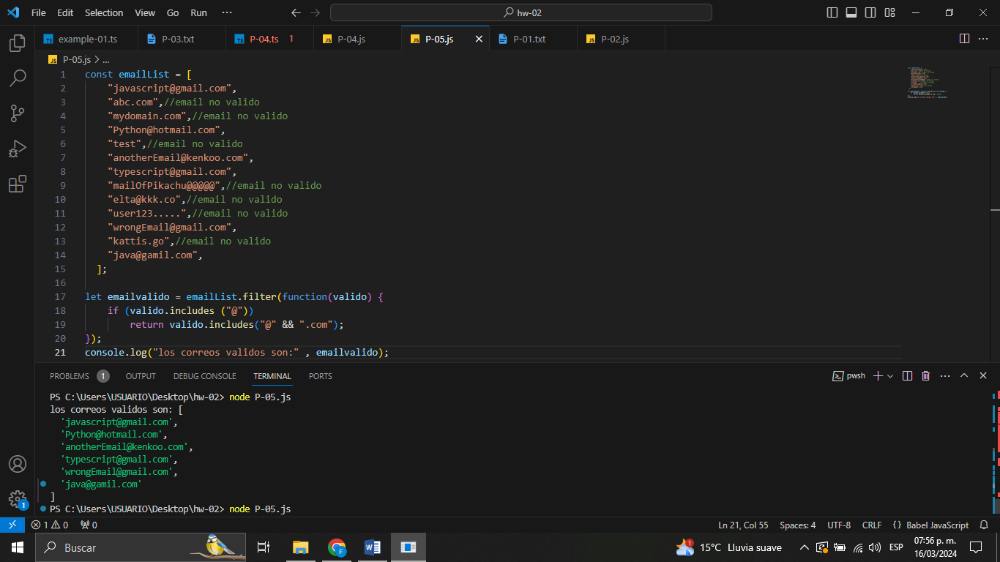 File Edit Selection View Go Run ··· hw-02
example-01.ts P-03.txt P-04.ts 1 P-04.js P-05.js P-01.txt P-02.js
P-05.js > ...
1 const emailList = [
2 "javascript@gmail.com",
3 "abc.com",//email no valido
4 "mydomain.com",//email no valido
5 "Python@hotmail.com",
6 "test",//email no valido
7 "anotherEmail@kenkoo.com",
8 "typescript@gmail.com",
9 "mailOfPikachu@@@@@",//email no valido
10 "elta@kkk.co",//email no valido
11 "user123.....",//email no valido
12 "wrongEmail@gmail.com",
13 "kattis.go",//email no valido
14 "java@gamil.com",
15 ];
16
17 let emailvalido = emailList.filter(function(valido) {
18 if (valido.includes ("@"))
19 return valido.includes("@" && ".com");
20 });
21 console.log("los correos validos son:" , emailvalido);
PROBLEMS 1 OUTPUT DEBUG CONSOLE TERMINAL PORTS pwsh
PS C:\Users\USUARIO\Desktop\hw-02> node P-05.js
los correos validos son: [
'javascript@gmail.com',
'Python@hotmail.com',
'anotherEmail@kenkoo.com',
'typescript@gmail.com',
'wrongEmail@gmail.com',
'java@gamil.com'
]
PS C:\Users\USUARIO\Desktop\hw-02> node P-05.js
1
1 0 0 Ln 21, Col 55 Spaces: 4 UTF-8 CRLF {} Babel JavaScript
Buscar 1 15°C Lluvia suave ESP 07:56 p. m.
16/03/2024